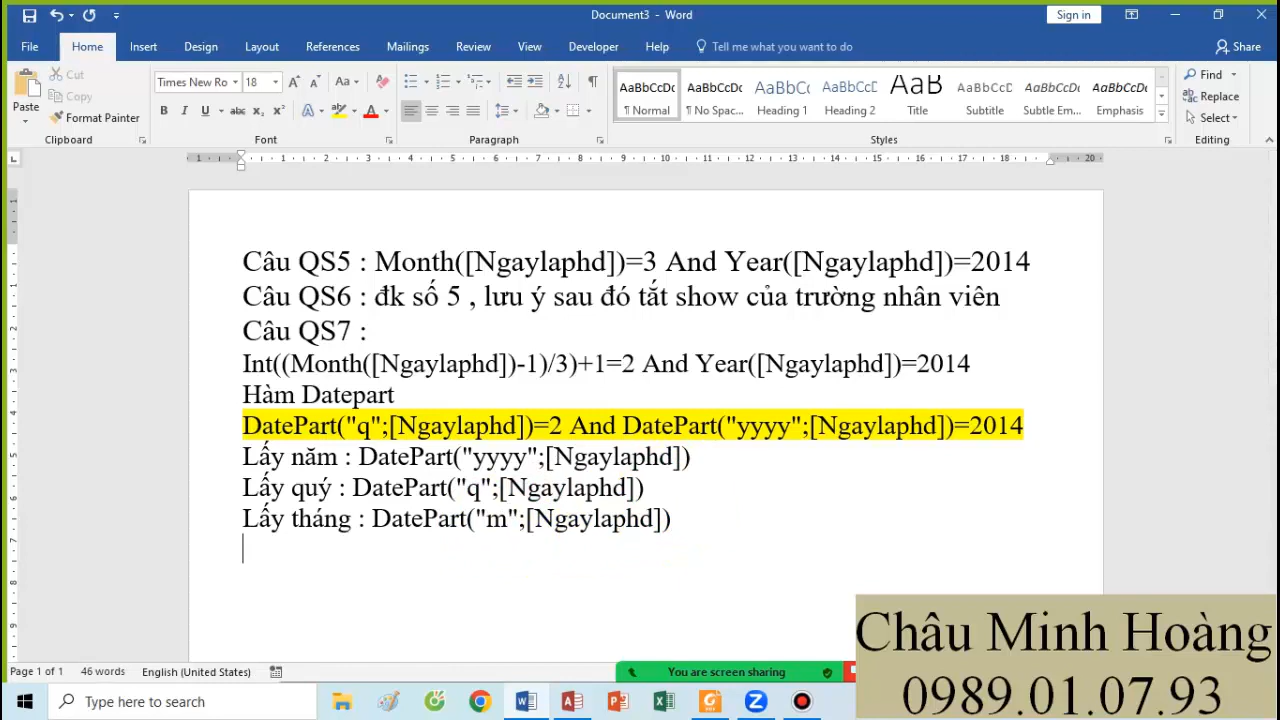 Document3 - Word
Sign in
File Home Insert Design Layout References Mailings Review View Developer Help Tell me what you want to do Share
Paste
Cut
Copy
Format Painter
Clipboard
Times New Ro 18
Font
Paragraph
AaBbCcDc
¶ Normal
AaBbCcDc
¶ No Spac...
AaBbCc
Heading 1
AaBbCcD
Heading 2
AaB
Title
AaBbCcD
Subtitle
AaBbCcDc
Subtle Em...
AaBbCcDc
Emphasis
Styles
Find
Replace
Select
Editing
Câu QS5 : Month([Ngaylaphd])=3 And Year([Ngaylaphd])=2014
Câu QS6 : đk số 5 , lưu ý sau đó tắt show của trường nhân viên
Câu QS7 :
Int((Month([Ngaylaphd])-1)/3)+1=2 And Year([Ngaylaphd])=2014
Hàm Datepart
DatePart("q";[Ngaylaphd])=2 And DatePart("yyyy";[Ngaylaphd])=2014
Lấy năm : DatePart("yyyy";[Ngaylaphd])
Lấy quý : DatePart("q";[Ngaylaphd])
Lấy tháng : DatePart("m";[Ngaylaphd])
Châu Minh Hoàng
0989.01.07.93
Page 1 of 1 46 words English (United States)
You are screen sharing
Type here to search